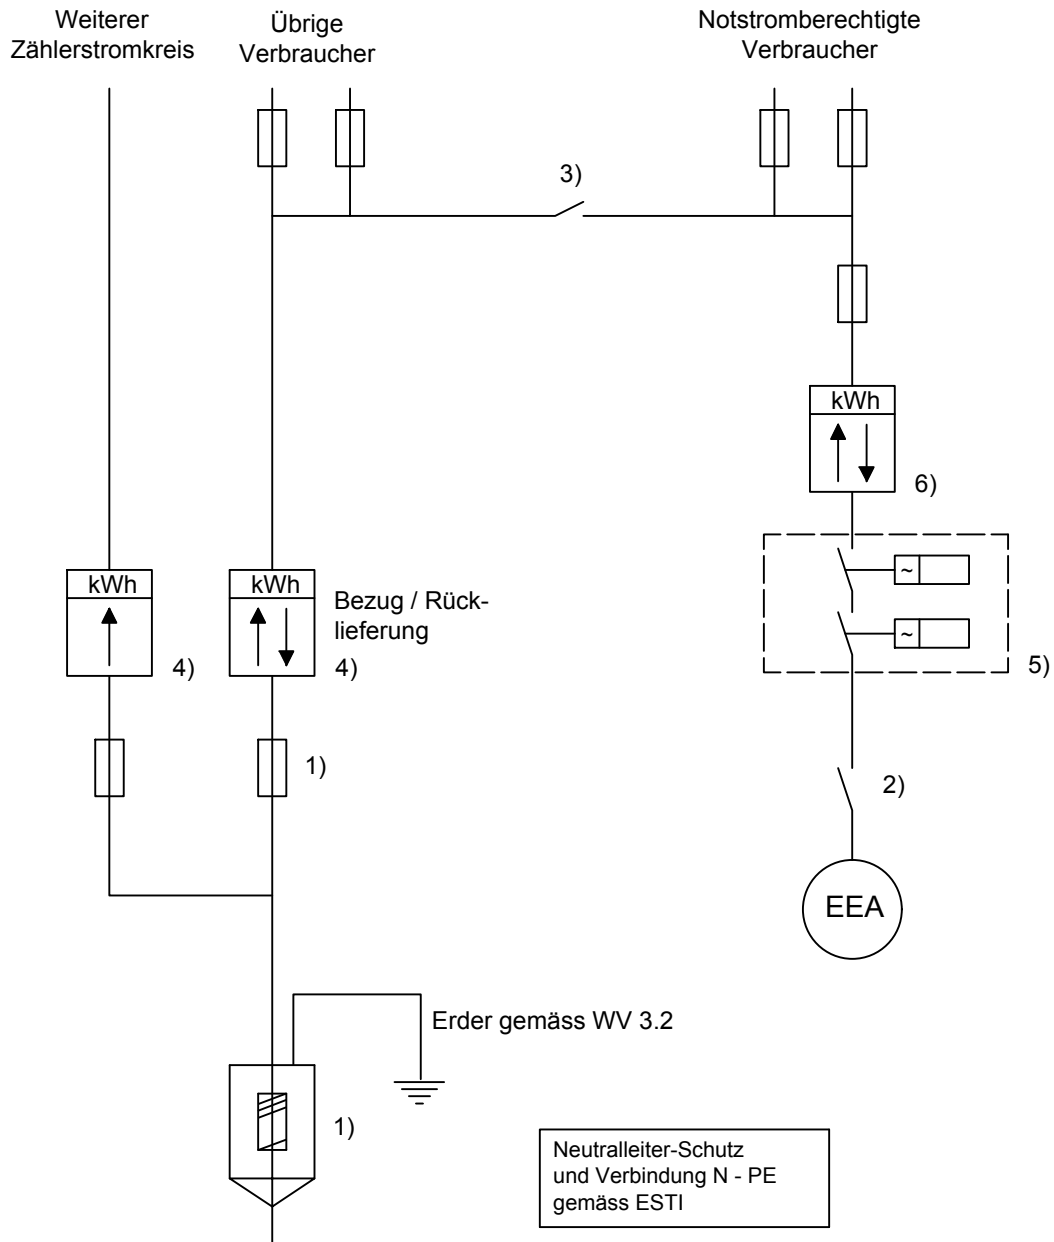 Weiterer
Zählerstromkreis
Übrige
Verbraucher
Notstromberechtigte
Verbraucher
3)
kWh
6)
kWh
4)
kWh
Bezug / Rück-
lieferung
4)
~
~
5)
1)
2)
EEA
Erder gemäss WV 3.2
1)
Neutralleiter-Schutz
und Verbindung N - PE
gemäss ESTI